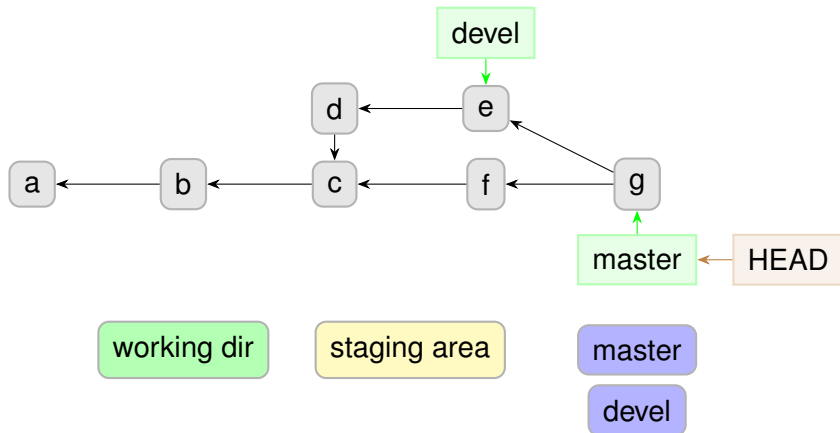 devel
d e
a b c f g
master HEAD
working dir staging area master
devel